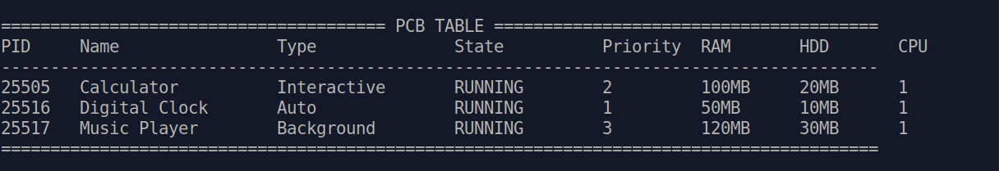 ======================================= PCB TABLE =======================================
PID     Name                Type              State          Priority  RAM       HDD       CPU
-----------------------------------------------------------------------------------------
25505   Calculator          Interactive       RUNNING        2         100MB     20MB      1
25516   Digital Clock       Auto              RUNNING        1         50MB      10MB      1
25517   Music Player        Background        RUNNING        3         120MB     30MB      1
=========================================================================================